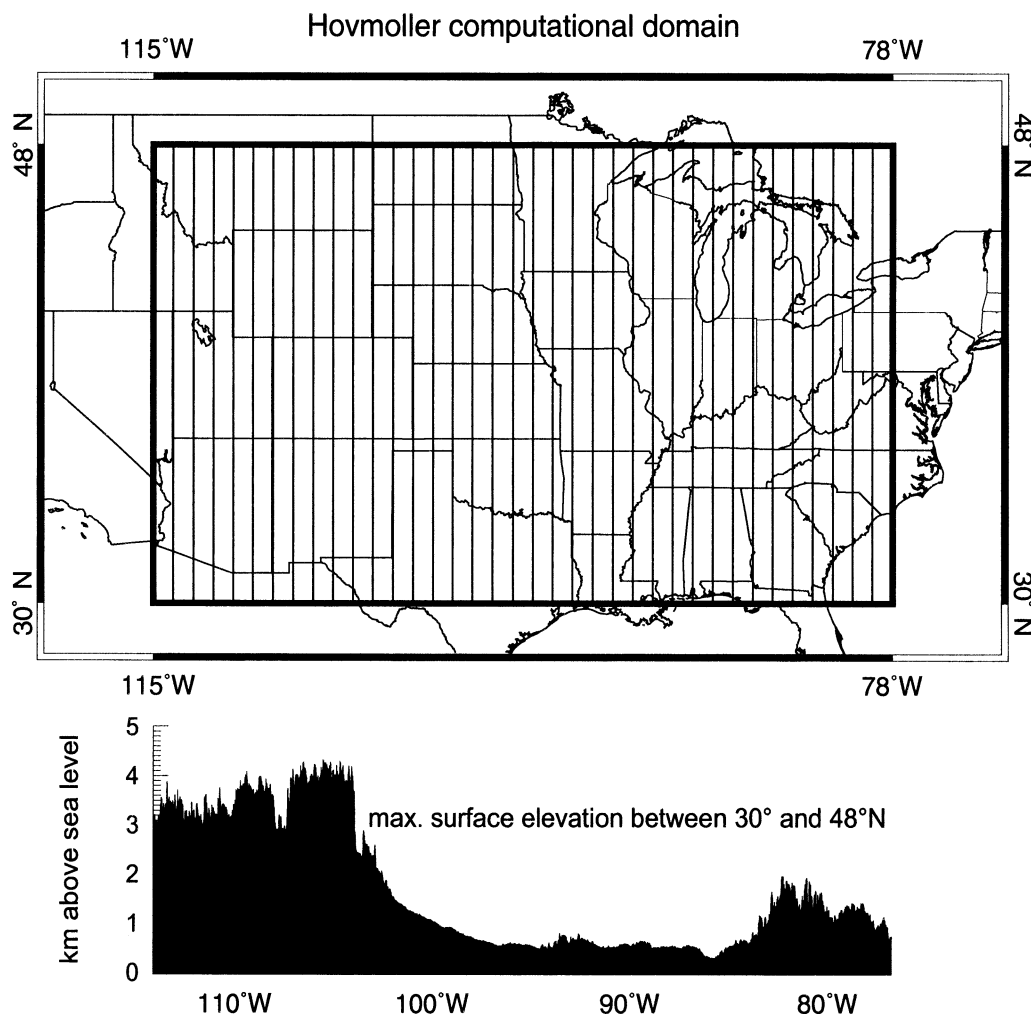 Hovmoller computational domain
115°W 78°W
48° N 48° N
30° N 30° N
115°W 78°W
5
4
3
2
1
0
km above sea level
max. surface elevation between 30° and 48°N
110°W 100°W 90°W 80°W